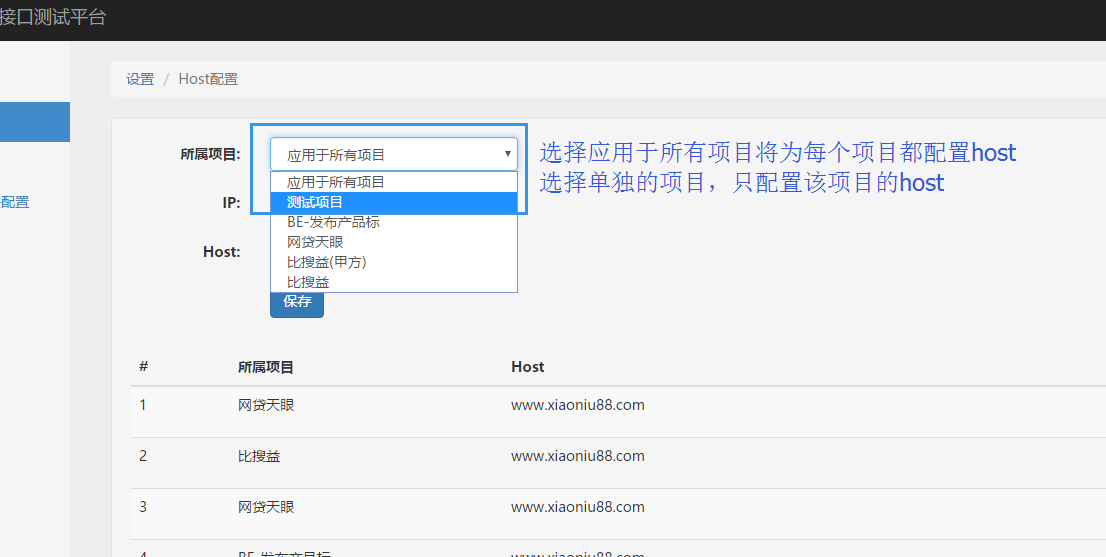 接口测试平台
设置 / Host配置
所属项目: 应用于所有项目
选择应用于所有项目将为每个项目都配置host
应用于所有项目
选择单独的项目，只配置该项目的host
配置
IP:
测试项目
BE-发布产品标
网贷天眼
Host:
比搜益(甲方)
比搜益
保存
# 所属项目 Host
1 网贷天眼 www.xiaoniu88.com
2 比搜益 www.xiaoniu88.com
3 网贷天眼 www.xiaoniu88.com
4 BE-发布产品标 www.xiaoniu88.com